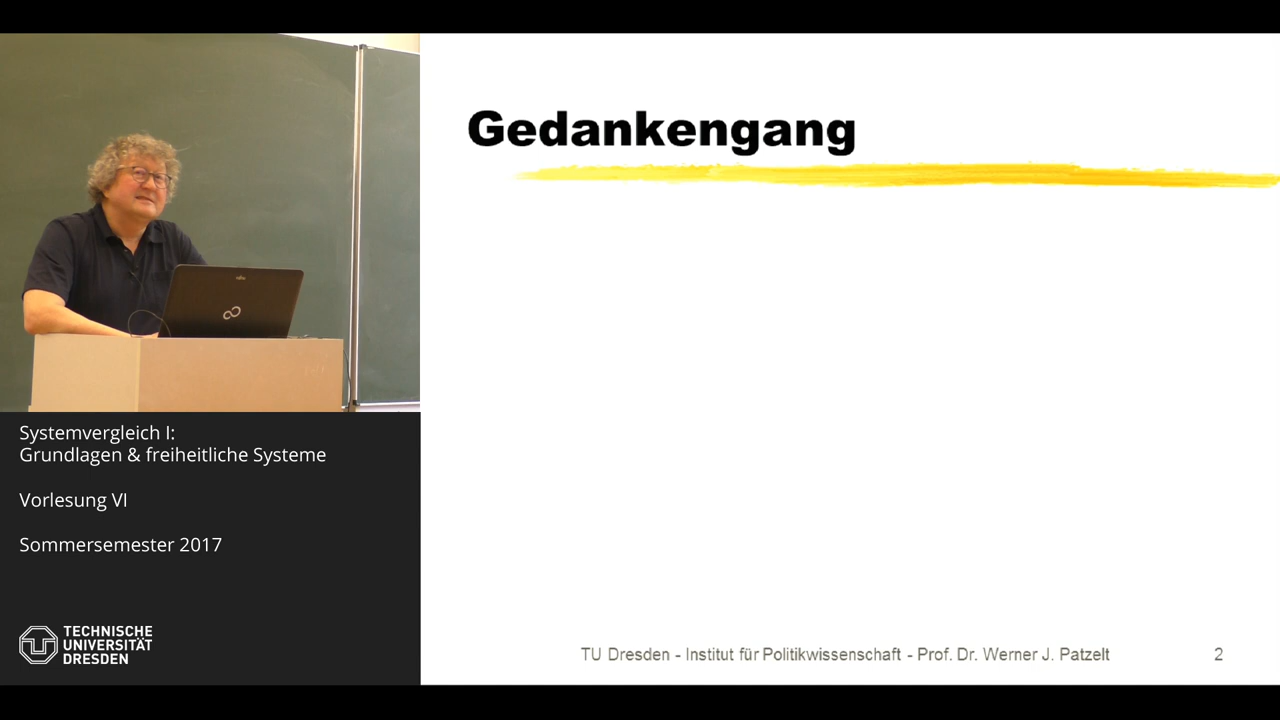 Gedankengang
Systemvergleich I:
Grundlagen & freiheitliche Systeme
Vorlesung VI
Sommersemester 2017
TECHNISCHE
UNIVERSITÄT
DRESDEN
TU Dresden - Institut für Politikwissenschaft - Prof. Dr. Werner J. Patzelt
2